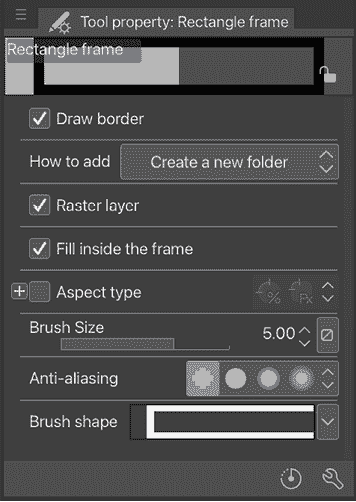 Tool property: Rectangle frame
Rectangle frame
Draw border
How to add Create a new folder
Raster layer
Fill inside the frame
Aspect type % Px
Brush Size 5.00
Anti-aliasing
Brush shape